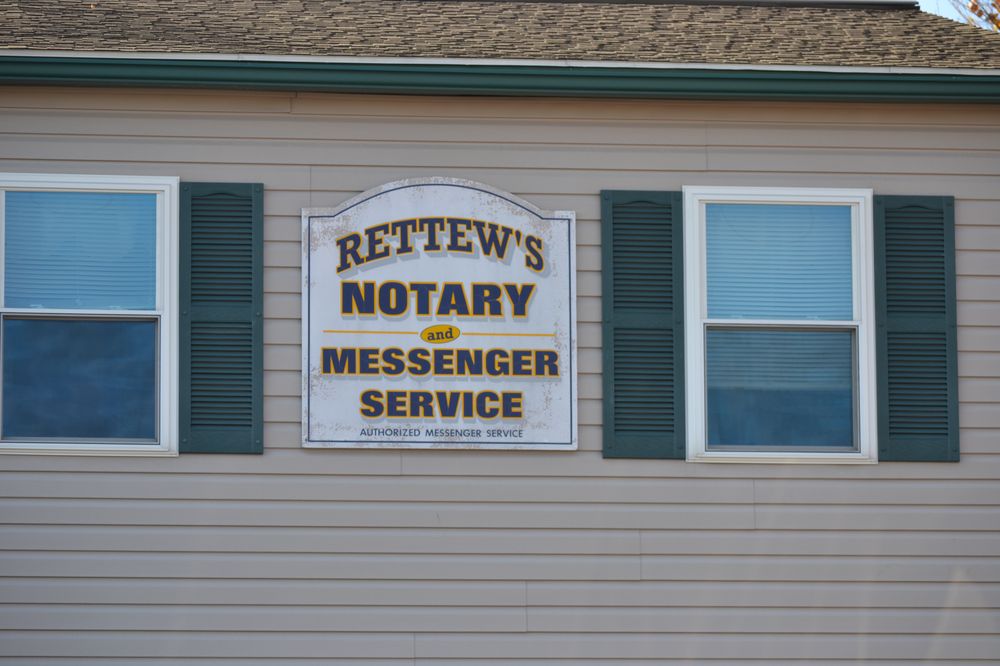 RETTEW'S
NOTARY
and
MESSENGER
SERVICE
AUTHORIZED MESSENGER SERVICE